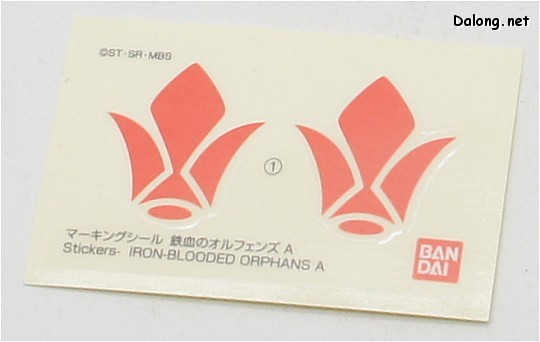 Dalong.net
©ST・SR・MBS
①
マーキングシール 鉄血のオルフェンズ A
Stickers- IRON-BLOODED ORPHANS A
BAN
DAI